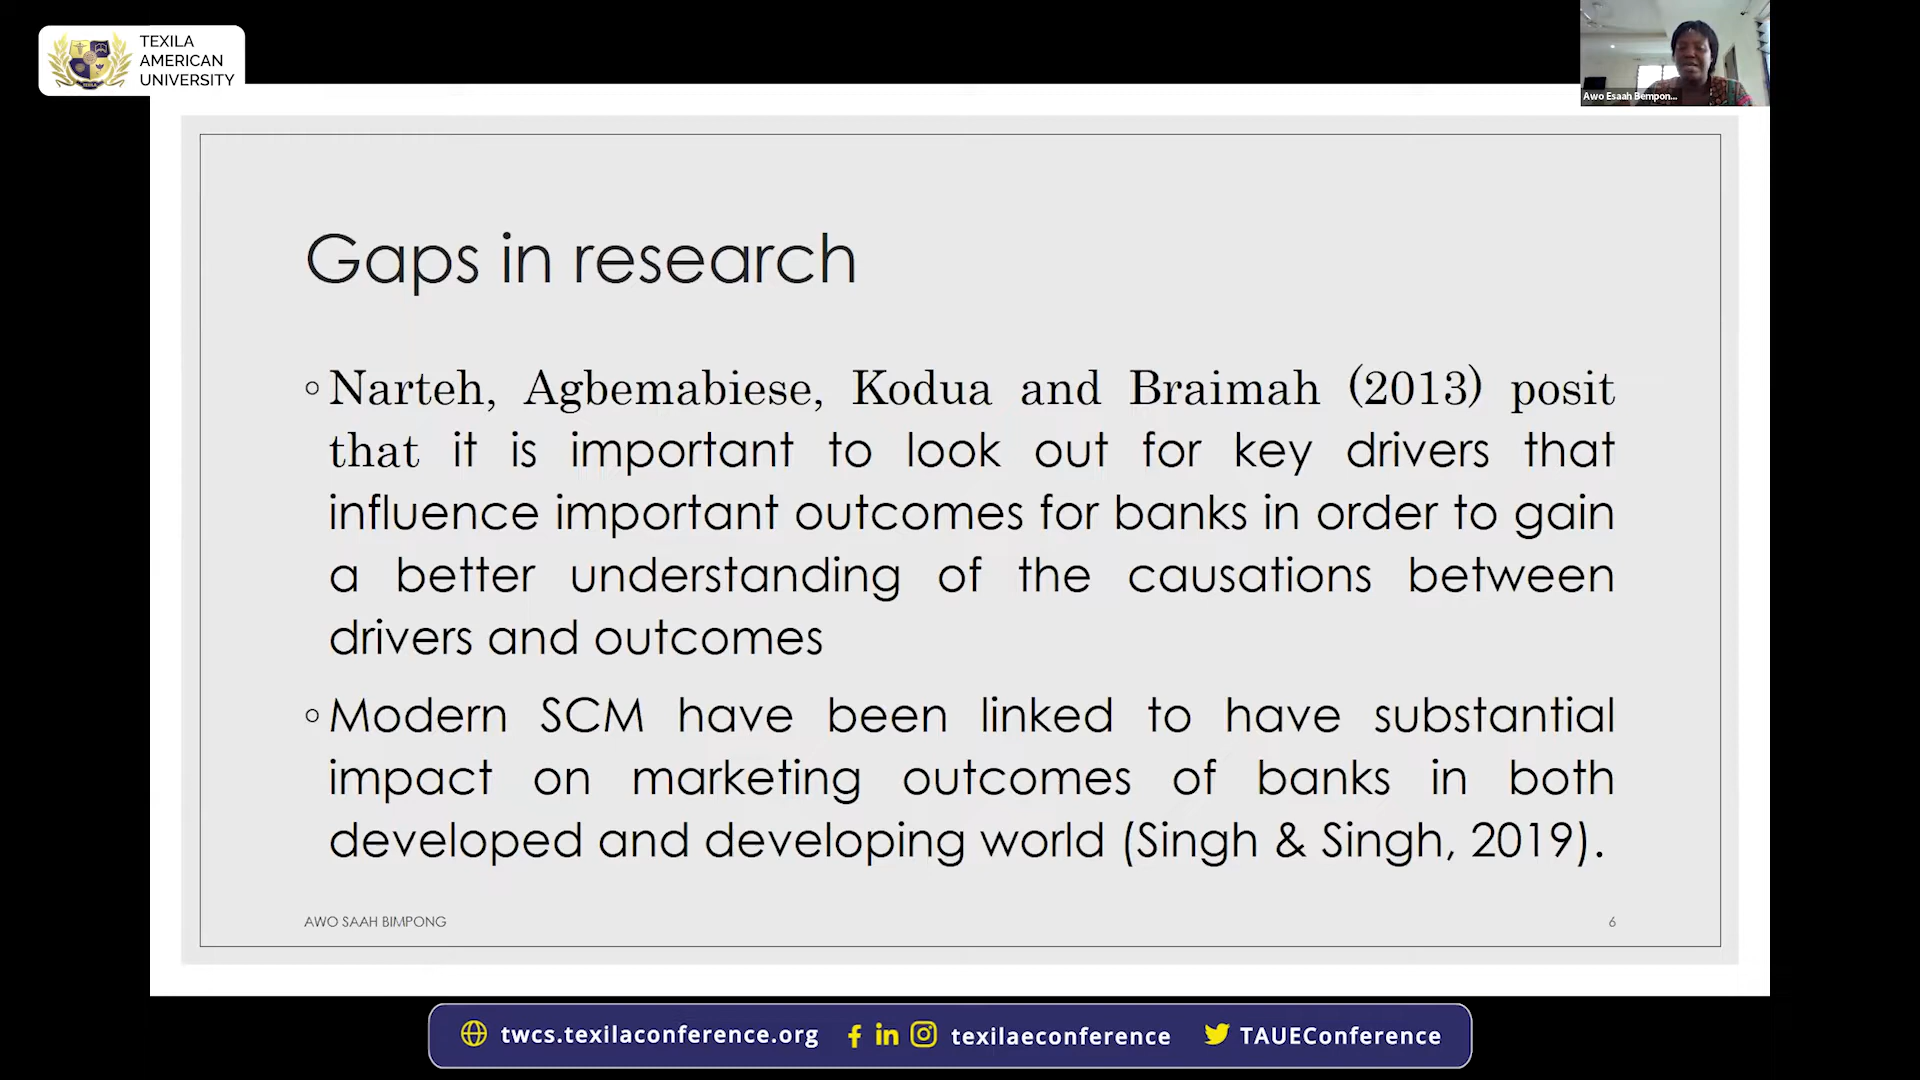 TEXILA
AMERICAN
UNIVERSITY
Awo Esaah Bempon...
Gaps in research
◦ Narteh, Agbemabiese, Kodua and Braimah (2013) posit
that it is important to look out for key drivers that
influence important outcomes for banks in order to gain
a better understanding of the causations between
drivers and outcomes
◦ Modern SCM have been linked to have substantial
impact on marketing outcomes of banks in both
developed and developing world (Singh & Singh, 2019).
AWO SAAH BIMPONG
6
twcs.texilaconference.org texilaeconference TAUEConference